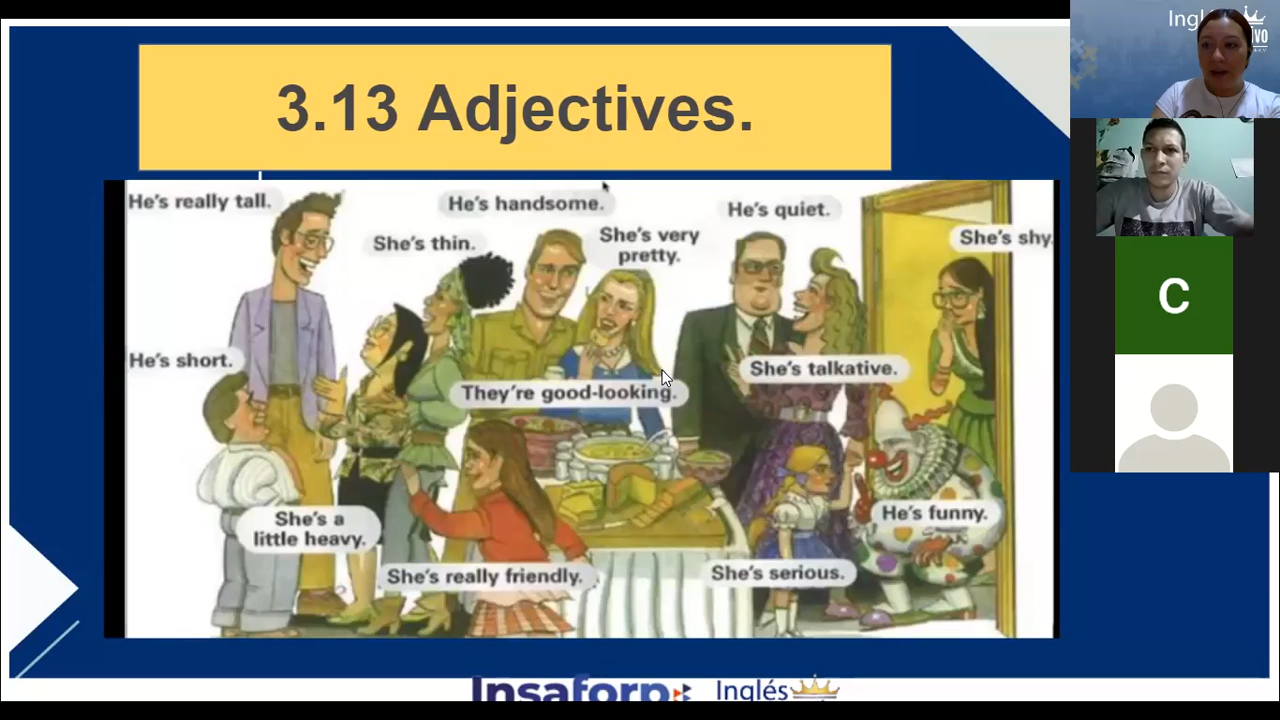 3.13 Adjectives.
He's really tall.
He's handsome.
He's quiet.
She's thin.
She's very
pretty.
She's shy.
He's short.
They're good-looking.
She's talkative.
She's a
little heavy.
He's funny.
She's really friendly.
She's serious.
Insaforp
Inglés
C